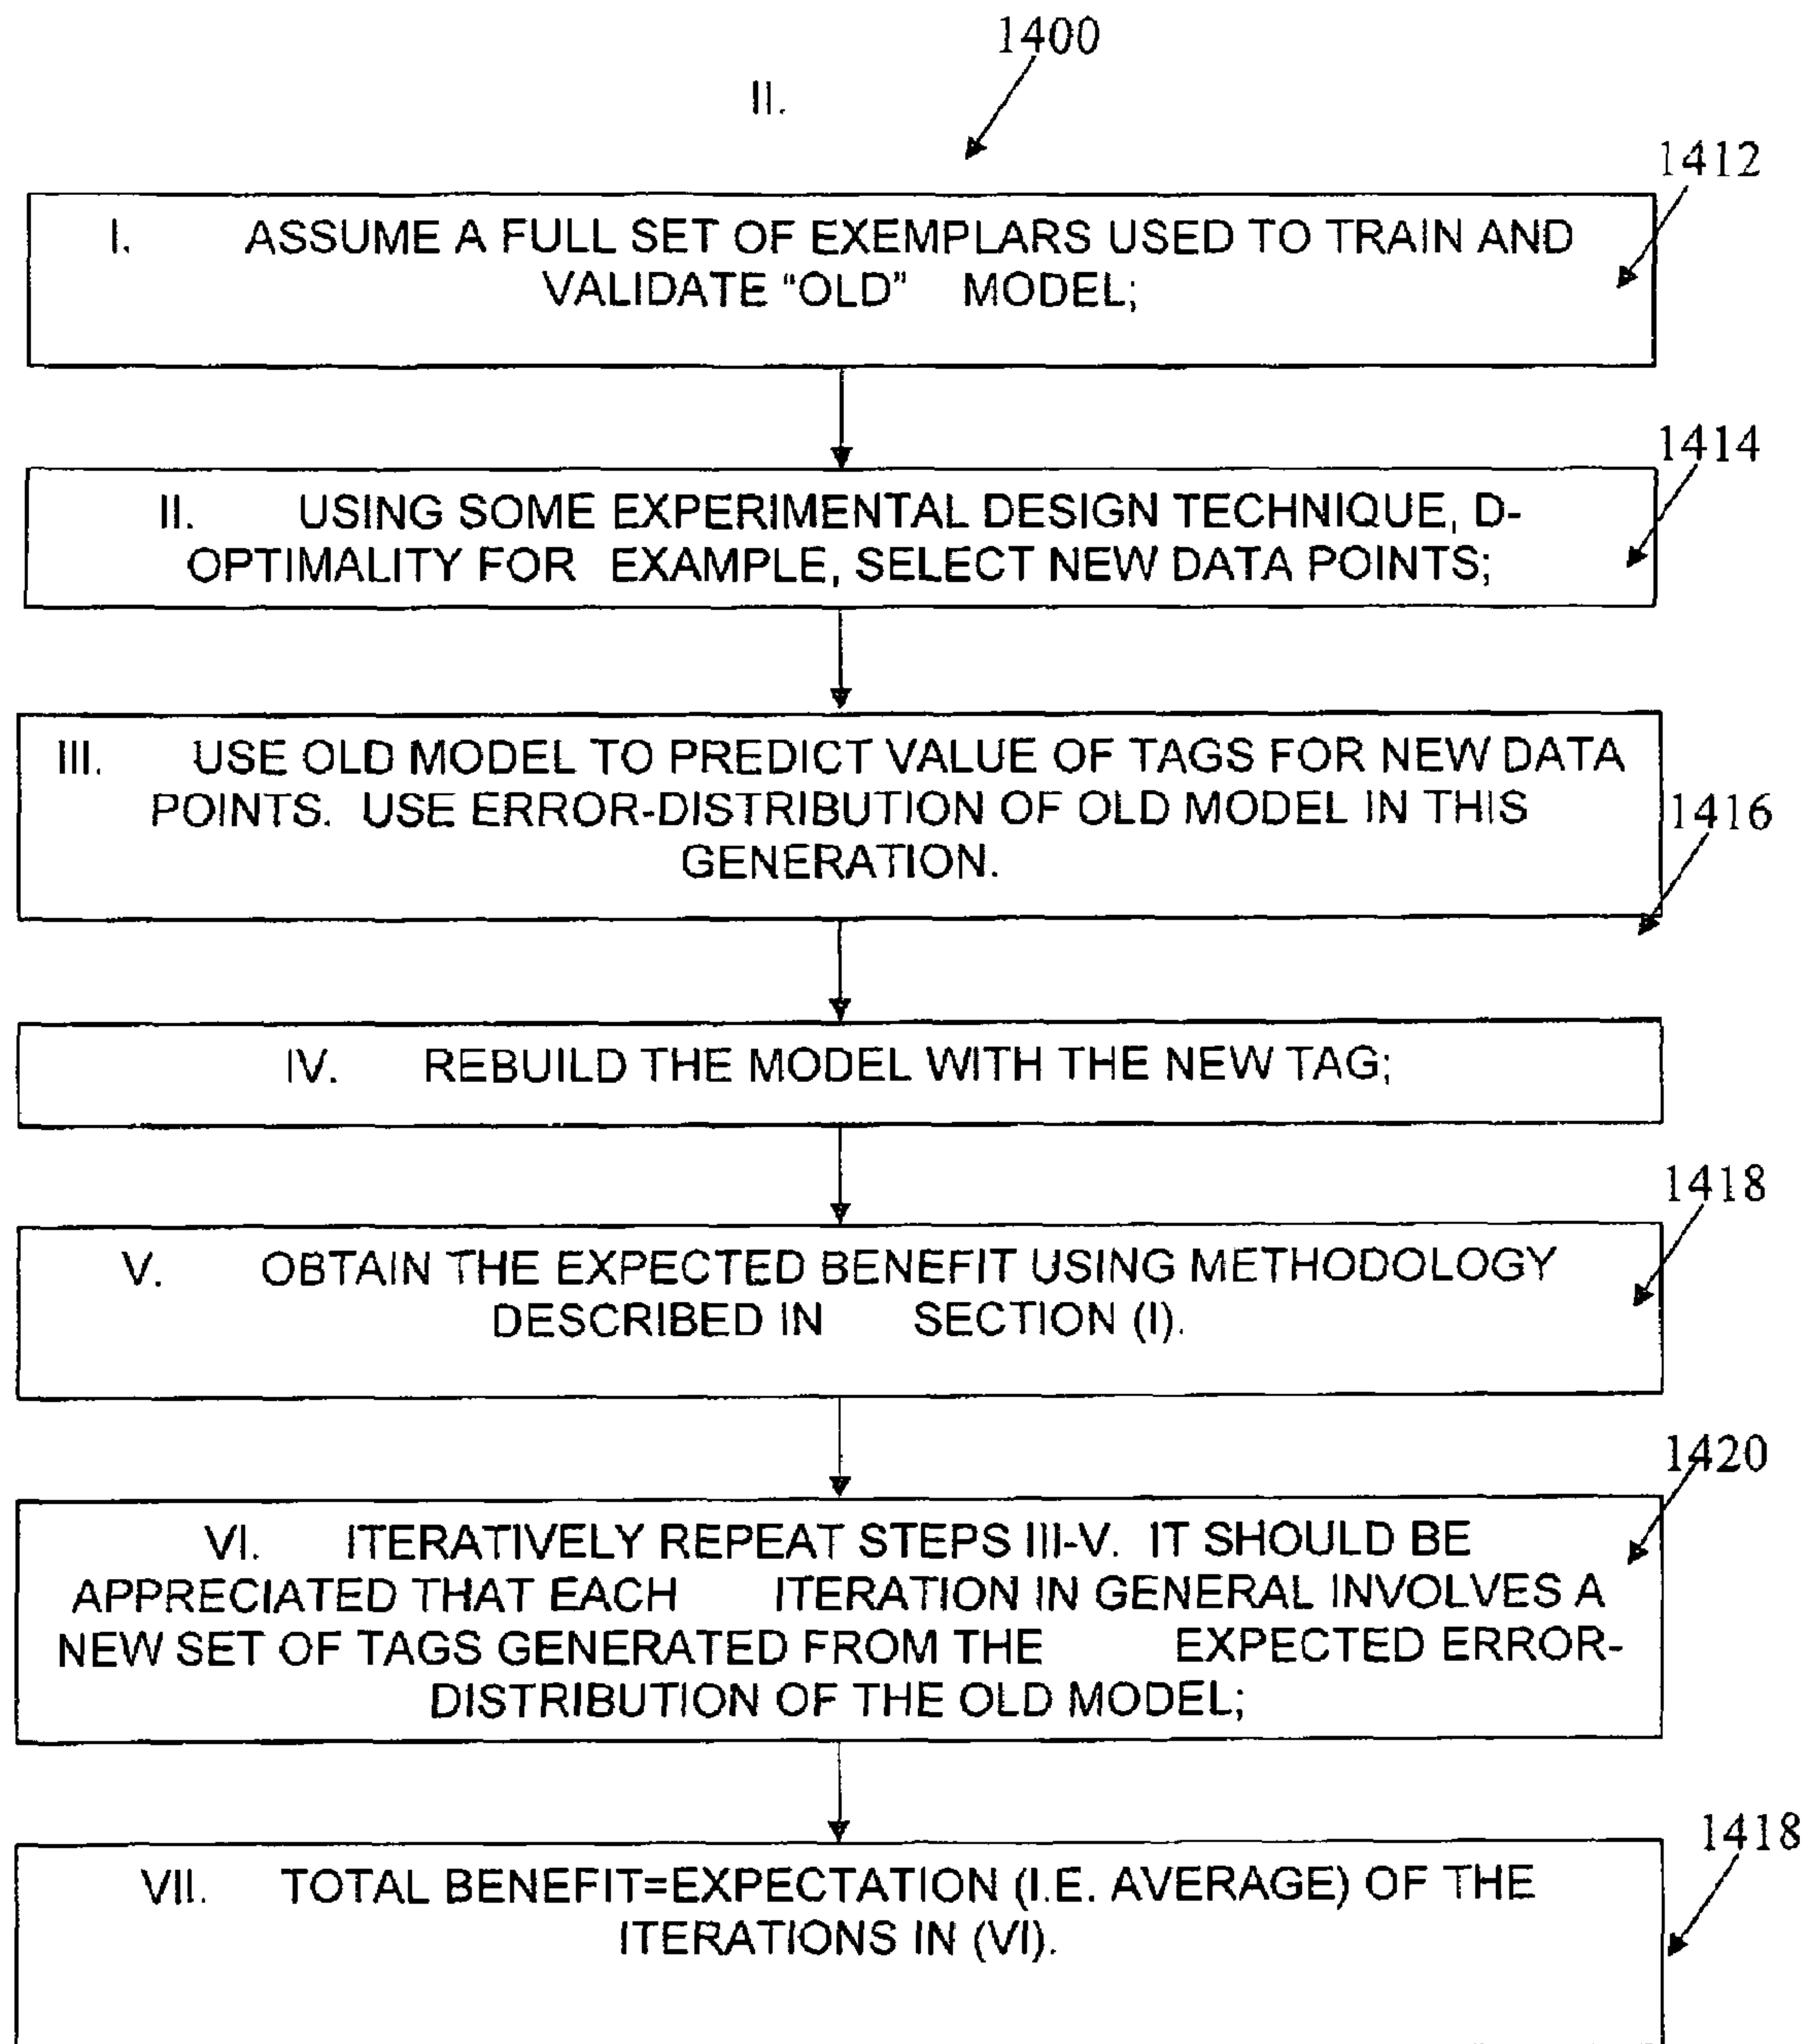 1400
II.
1412
I. ASSUME A FULL SET OF EXEMPLARS USED TO TRAIN AND
VALIDATE “OLD” MODEL;
1414
II. USING SOME EXPERIMENTAL DESIGN TECHNIQUE, D-
OPTIMALITY FOR EXAMPLE, SELECT NEW DATA POINTS;
III. USE OLD MODEL TO PREDICT VALUE OF TAGS FOR NEW DATA
POINTS. USE ERROR-DISTRIBUTION OF OLD MODEL IN THIS
GENERATION.
1416
IV. REBUILD THE MODEL WITH THE NEW TAG;
1418
V. OBTAIN THE EXPECTED BENEFIT USING METHODOLOGY
DESCRIBED IN SECTION (I).
1420
VI. ITERATIVELY REPEAT STEPS III-V. IT SHOULD BE
APPRECIATED THAT EACH ITERATION IN GENERAL INVOLVES A
NEW SET OF TAGS GENERATED FROM THE EXPECTED ERROR-
DISTRIBUTION OF THE OLD MODEL;
1418
VII. TOTAL BENEFIT=EXPECTATION (I.E. AVERAGE) OF THE
ITERATIONS IN (VI).